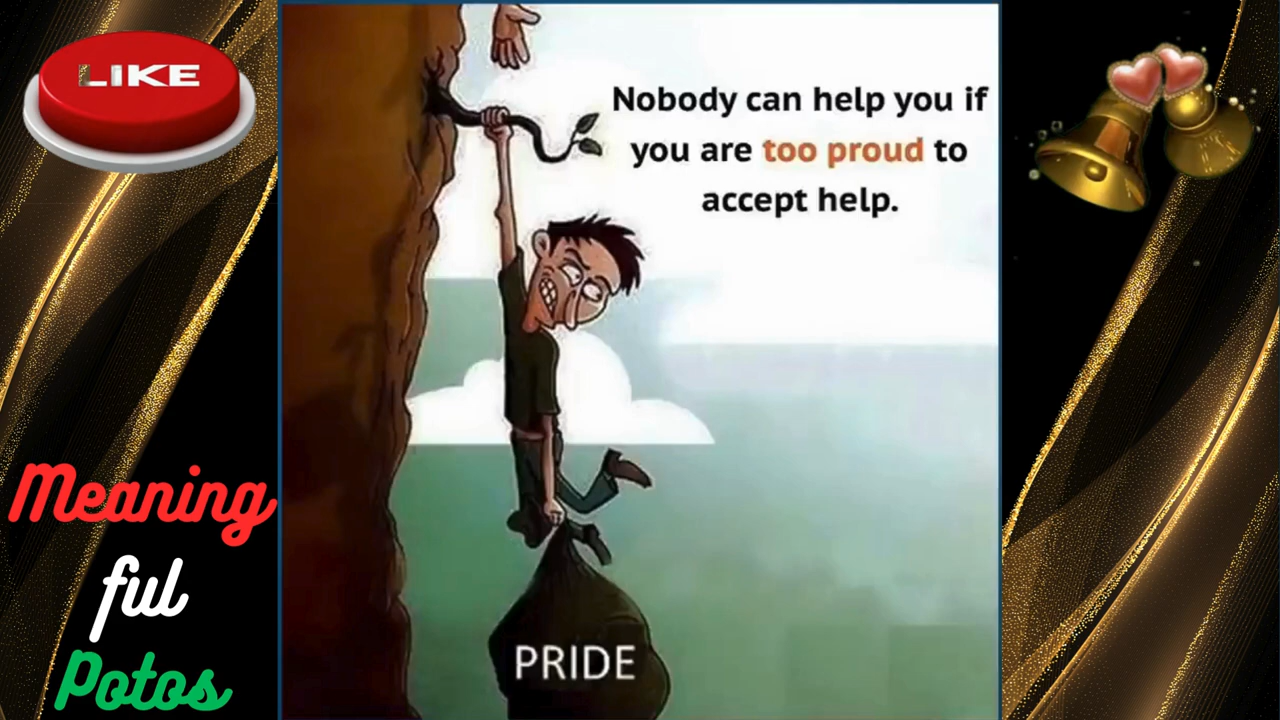 LIKE
Nobody can help you if
you are too proud to
accept help.
Meaning
ful
Potos
PRIDE